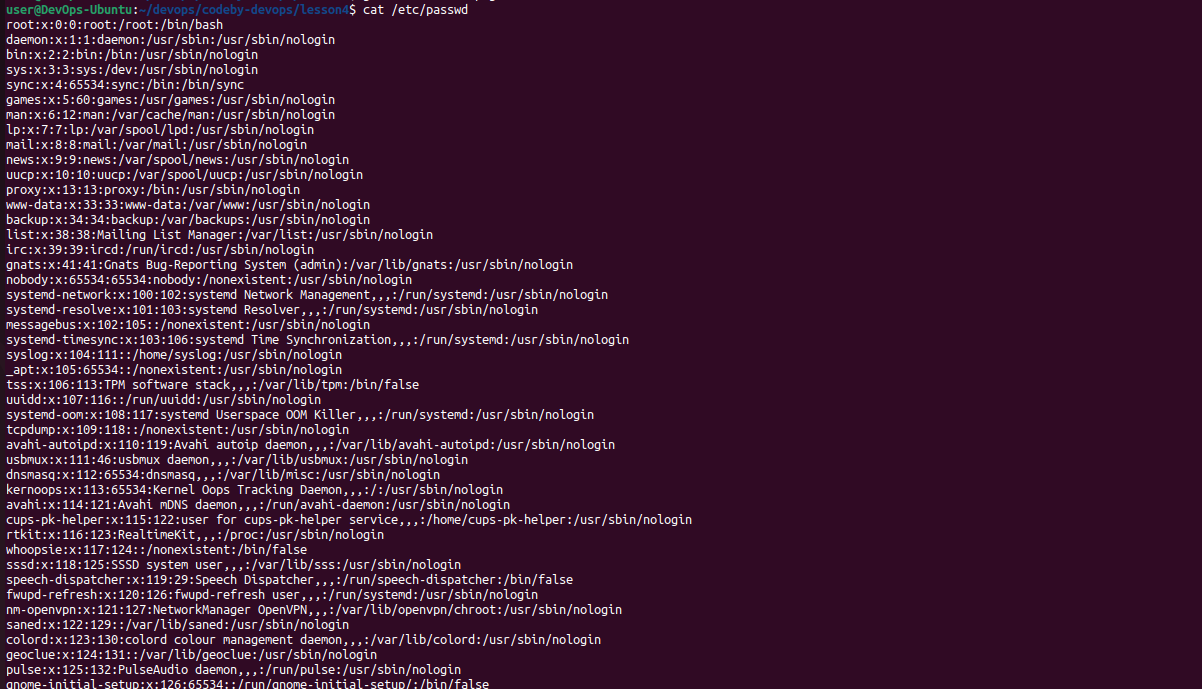 user@DevOps-Ubuntu:~/devops/codeby-devops/lesson4$ cat /etc/passwd
root:x:0:0:root:/root:/bin/bash
daemon:x:1:1:daemon:/usr/sbin:/usr/sbin/nologin
bin:x:2:2:bin:/bin:/usr/sbin/nologin
sys:x:3:3:sys:/dev:/usr/sbin/nologin
sync:x:4:65534:sync:/bin:/bin/sync
games:x:5:60:games:/usr/games:/usr/sbin/nologin
man:x:6:12:man:/var/cache/man:/usr/sbin/nologin
lp:x:7:7:lp:/var/spool/lpd:/usr/sbin/nologin
mail:x:8:8:mail:/var/mail:/usr/sbin/nologin
news:x:9:9:news:/var/spool/news:/usr/sbin/nologin
uucp:x:10:10:uucp:/var/spool/uucp:/usr/sbin/nologin
proxy:x:13:13:proxy:/bin:/usr/sbin/nologin
www-data:x:33:33:www-data:/var/www:/usr/sbin/nologin
backup:x:34:34:backup:/var/backups:/usr/sbin/nologin
list:x:38:38:Mailing List Manager:/var/list:/usr/sbin/nologin
irc:x:39:39:ircd:/run/ircd:/usr/sbin/nologin
gnats:x:41:41:Gnats Bug-Reporting System (admin):/var/lib/gnats:/usr/sbin/nologin
nobody:x:65534:65534:nobody:/nonexistent:/usr/sbin/nologin
systemd-network:x:100:102:systemd Network Management,,,:/run/systemd:/usr/sbin/nologin
systemd-resolve:x:101:103:systemd Resolver,,,:/run/systemd:/usr/sbin/nologin
messagebus:x:102:105::/nonexistent:/usr/sbin/nologin
systemd-timesync:x:103:106:systemd Time Synchronization,,,:/run/systemd:/usr/sbin/nologin
syslog:x:104:111::/home/syslog:/usr/sbin/nologin
_apt:x:105:65534::/nonexistent:/usr/sbin/nologin
tss:x:106:113:TPM software stack,,,:/var/lib/tpm:/bin/false
uuidd:x:107:116::/run/uuidd:/usr/sbin/nologin
systemd-oom:x:108:117:systemd Userspace OOM Killer,,,:/run/systemd:/usr/sbin/nologin
tcpdump:x:109:118::/nonexistent:/usr/sbin/nologin
avahi-autoipd:x:110:119:Avahi autoip daemon,,,:/var/lib/avahi-autoipd:/usr/sbin/nologin
usbmux:x:111:46:usbmux daemon,,,:/var/lib/usbmux:/usr/sbin/nologin
dnsmasq:x:112:65534:dnsmasq,,,:/var/lib/misc:/usr/sbin/nologin
kernoops:x:113:65534:Kernel Oops Tracking Daemon,,,:/:/usr/sbin/nologin
avahi:x:114:121:Avahi mDNS daemon,,,:/run/avahi-daemon:/usr/sbin/nologin
cups-pk-helper:x:115:122:user for cups-pk-helper service,,,:/home/cups-pk-helper:/usr/sbin/nologin
rtkit:x:116:123:RealtimeKit,,,:/proc:/usr/sbin/nologin
whoopsie:x:117:124::/nonexistent:/bin/false
sssd:x:118:125:SSSD system user,,,:/var/lib/sss:/usr/sbin/nologin
speech-dispatcher:x:119:29:Speech Dispatcher,,,:/run/speech-dispatcher:/bin/false
fwupd-refresh:x:120:126:fwupd-refresh user,,,:/run/systemd:/usr/sbin/nologin
nm-openvpn:x:121:127:NetworkManager OpenVPN,,,:/var/lib/openvpn/chroot:/usr/sbin/nologin
saned:x:122:129::/var/lib/saned:/usr/sbin/nologin
colord:x:123:130:colord colour management daemon,,,:/var/lib/colord:/usr/sbin/nologin
geoclue:x:124:131::/var/lib/geoclue:/usr/sbin/nologin
pulse:x:125:132:PulseAudio daemon,,,:/run/pulse:/usr/sbin/nologin
gnome-initial-setup:x:126:65534::/run/gnome-initial-setup/:/bin/false